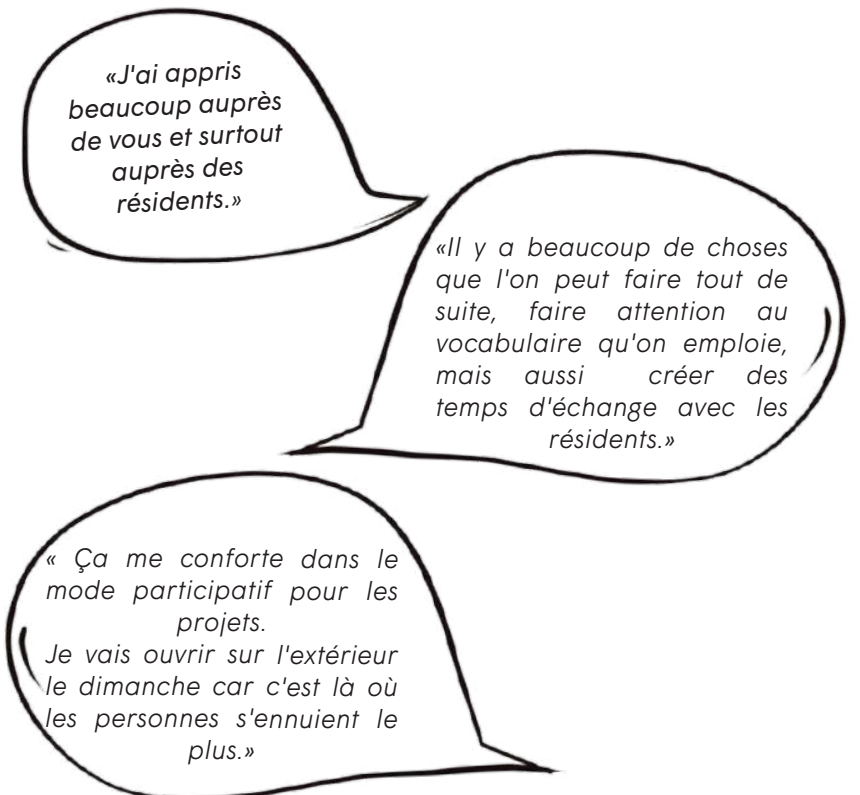 «J'ai appris
beaucoup auprès
de vous et surtout
auprès des
résidents.»
«Il y a beaucoup de choses
que l'on peut faire tout de
suite, faire attention au
vocabulaire qu'on emploie,
mais aussi créer des
temps d'échange avec les
résidents.»
« Ça me conforte dans le
mode participatif pour les
projets.
Je vais ouvrir sur l'extérieur
le dimanche car c'est là où
les personnes s'ennuient le
plus.»